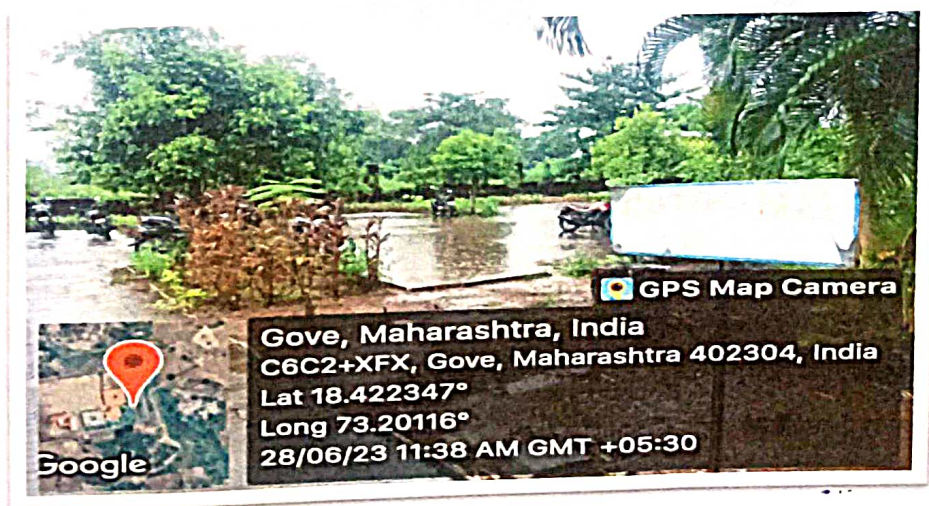 GPS Map Camera
Gove, Maharashtra, India
C6C2+XFX, Gove, Maharashtra 402304, India
Lat 18.422347°
Long 73.20116°
28/06/23 11:38 AM GMT +05:30
Google